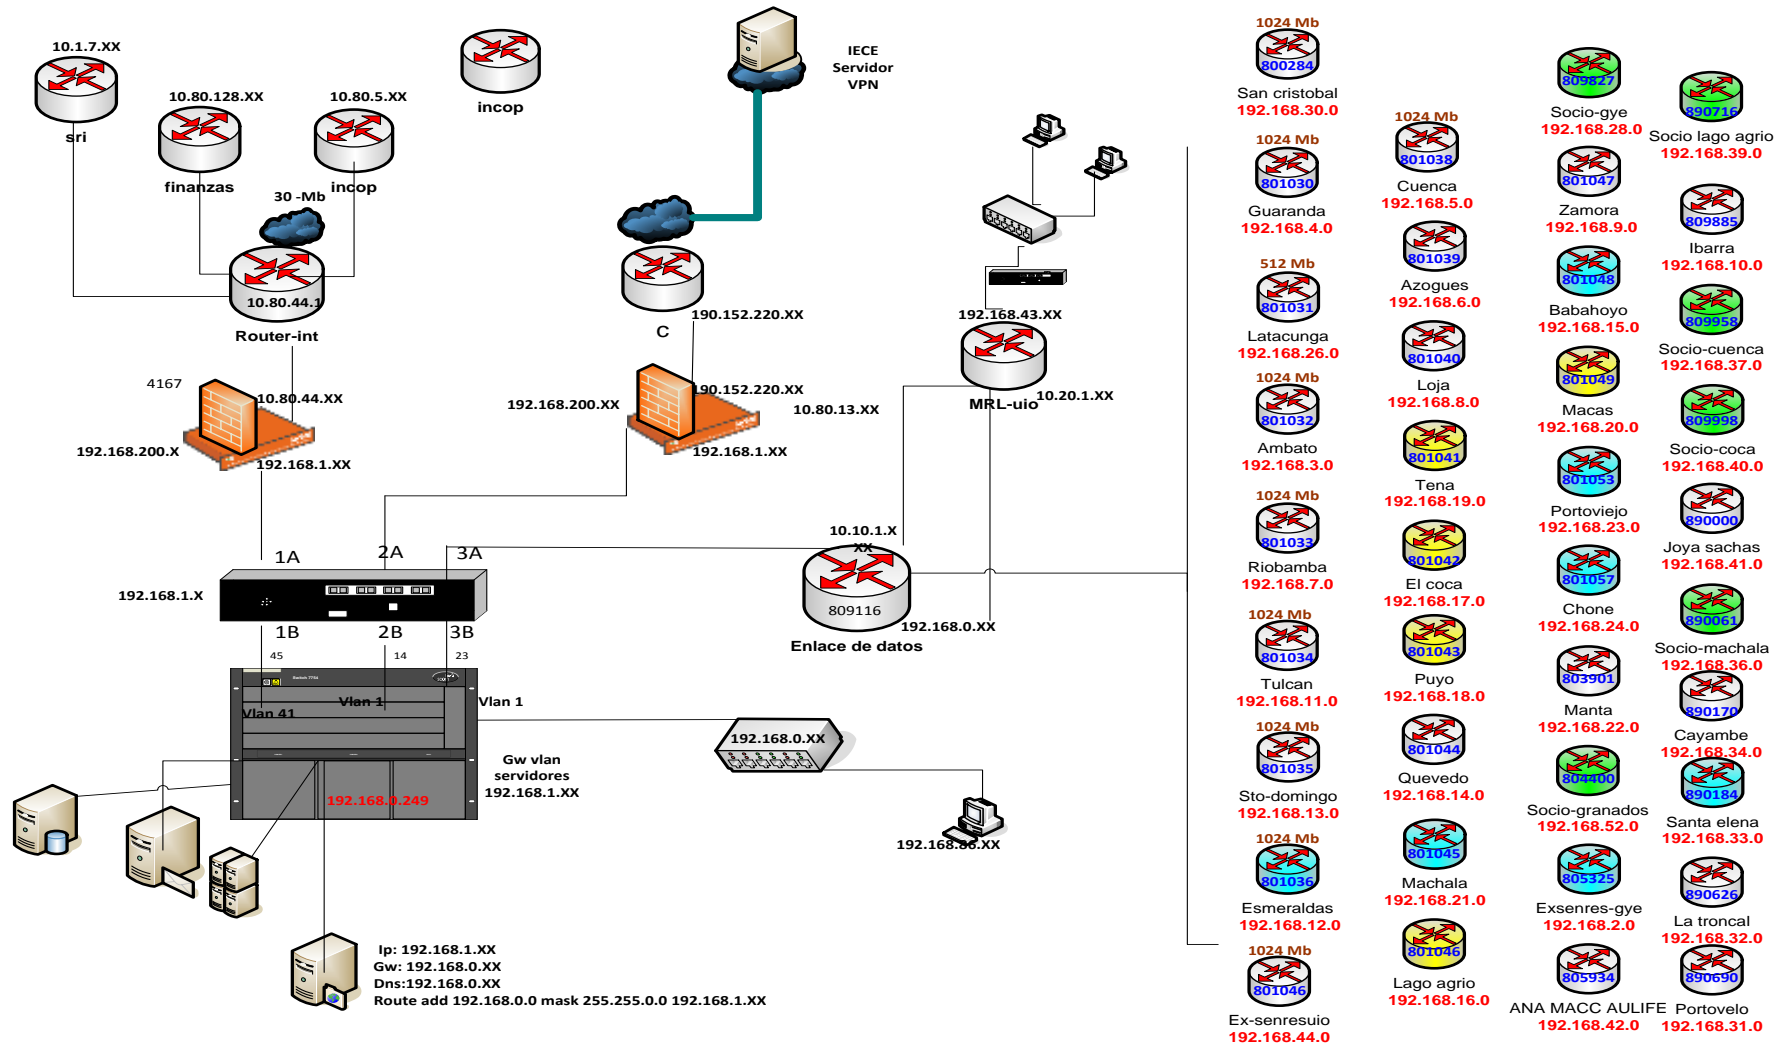 10.1.7.XX
sri
10.80.128.XX
finanzas
10.80.5.XX
incop
incop
30 -Mb
10.80.44.1
Router-int
4167
10.80.44.XX
192.168.200.X
192.168.1.XX
IECE
Servidor
VPN
C
190.152.220.XX
190.152.220.XX
192.168.200.XX
192.168.1.XX
192.168.43.XX
MRL-uio
10.20.1.XX
10.80.13.XX
10.10.1.X
XX
809116
192.168.0.XX
Enlace de datos
1A
2A
3A
192.168.1.X
1B
2B
3B
45
14
23
Switch 7754
Vlan 41
Vlan 1
Vlan 1
Gw vlan
servidores
192.168.1.XX
192.168.0.249
192.168.0.XX
192.168.86.XX
Ip: 192.168.1.XX
Gw: 192.168.0.XX
Dns:192.168.0.XX
Route add 192.168.0.0 mask 255.255.0.0 192.168.1.XX
1024 Mb
800284
San cristobal
192.168.30.0
1024 Mb
801030
Guaranda
192.168.4.0
512 Mb
801031
Latacunga
192.168.26.0
1024 Mb
801032
Ambato
192.168.3.0
1024 Mb
801033
Riobamba
192.168.7.0
1024 Mb
801034
Tulcan
192.168.11.0
1024 Mb
801035
Sto-domingo
192.168.13.0
1024 Mb
801036
Esmeraldas
192.168.12.0
1024 Mb
801046
Ex-senresuio
192.168.44.0
1024 Mb
801038
Cuenca
192.168.5.0
801039
Azogues
192.168.6.0
801040
Loja
192.168.8.0
801041
Tena
192.168.19.0
801042
El coca
192.168.17.0
801043
Puyo
192.168.18.0
801044
Quevedo
192.168.14.0
801045
Machala
192.168.21.0
801046
Lago agrio
192.168.16.0
809827
Socio-gye
192.168.28.0
801047
Zamora
192.168.9.0
801048
Babahoyo
192.168.15.0
801049
Macas
192.168.20.0
801053
Portoviejo
192.168.23.0
801057
Chone
192.168.24.0
803901
Manta
192.168.22.0
804400
Socio-granados
192.168.52.0
805325
Exsenres-gye
192.168.2.0
805934
ANA MACC AULIFE
192.168.42.0
890716
Socio lago agrio
192.168.39.0
809885
Ibarra
192.168.10.0
809958
Socio-cuenca
192.168.37.0
809998
Socio-coca
192.168.40.0
890000
Joya sachas
192.168.41.0
890061
Socio-machala
192.168.36.0
890170
Cayambe
192.168.34.0
890184
Santa elena
192.168.33.0
890626
La troncal
192.168.32.0
890690
Portovelo
192.168.31.0